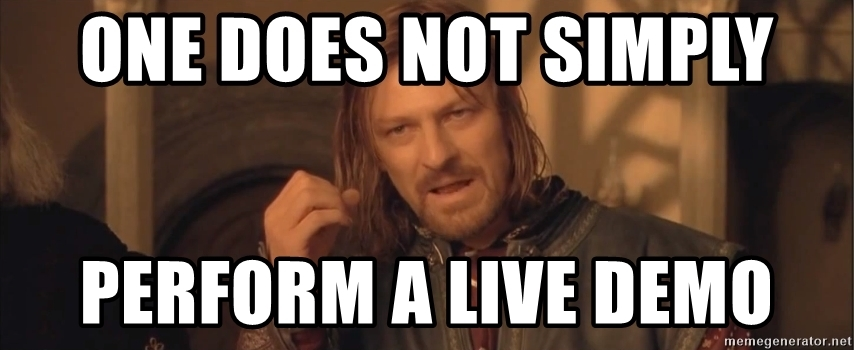 ONE DOES NOT SIMPLY
PERFORM A LIVE DEMO
memegenerator.net